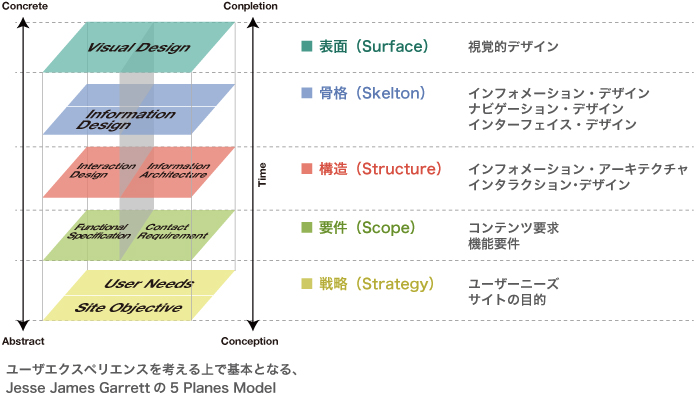 Concrete
Conpletion
Visual Design
■ 表面（Surface）
視覚的デザイン
Information
Design
■ 骨格（Skelton）
インフォメーション・デザイン
ナビゲーション・デザイン
インターフェイス・デザイン
Interaction
Design
Information
Architecture
Time
■ 構造（Structure）
インフォメーション・アーキテクチャ
インタラクション・デザイン
Functional
Specification
Contact
Requirement
■ 要件（Scope）
コンテンツ要求
機能要件
User Needs
Site Objective
■ 戦略（Strategy）
ユーザーニーズ
サイトの目的
Abstract
Conception
ユーザエクスペリエンスを考える上で基本となる、
Jesse James Garrett の 5 Planes Model